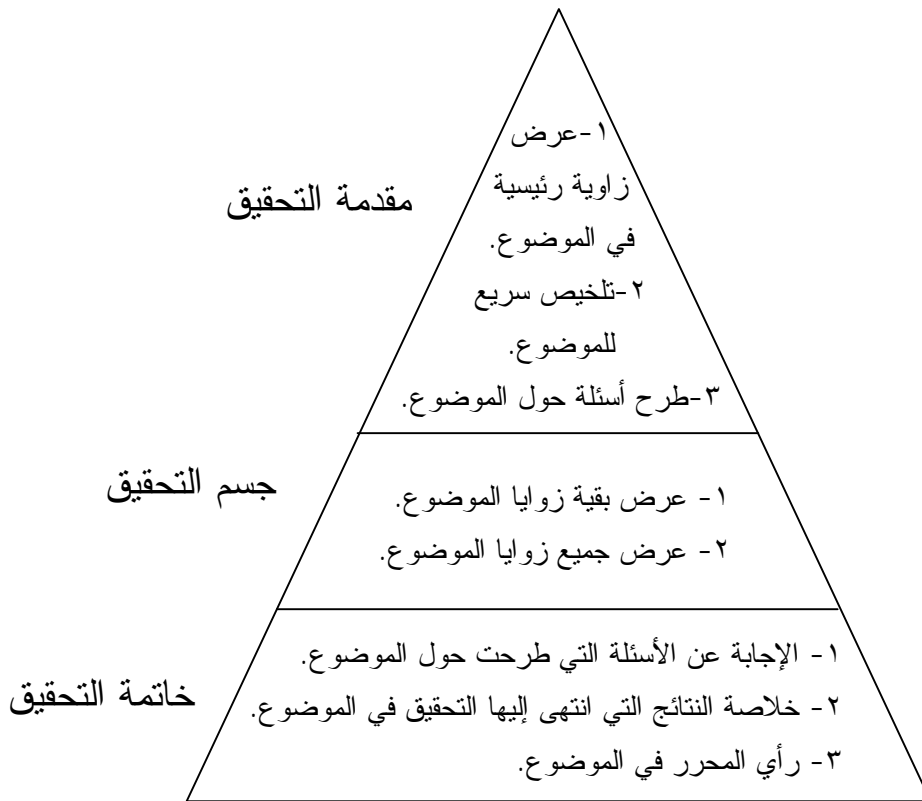 ١-عرض
زاوية رئيسية
في الموضوع.
٢-تلخيص سريع
للموضوع.
٣-طرح أسئلة حول الموضوع.
مقدمة التحقيق
١- عرض بقية زوايا الموضوع.
٢- عرض جميع زوايا الموضوع.
جسم التحقيق
١- الإجابة عن الأسئلة التي طرحت حول الموضوع.
٢- خلاصة النتائج التي انتهى إليها التحقيق في الموضوع.
٣- رأي المحرر في الموضوع.
خاتمة التحقيق